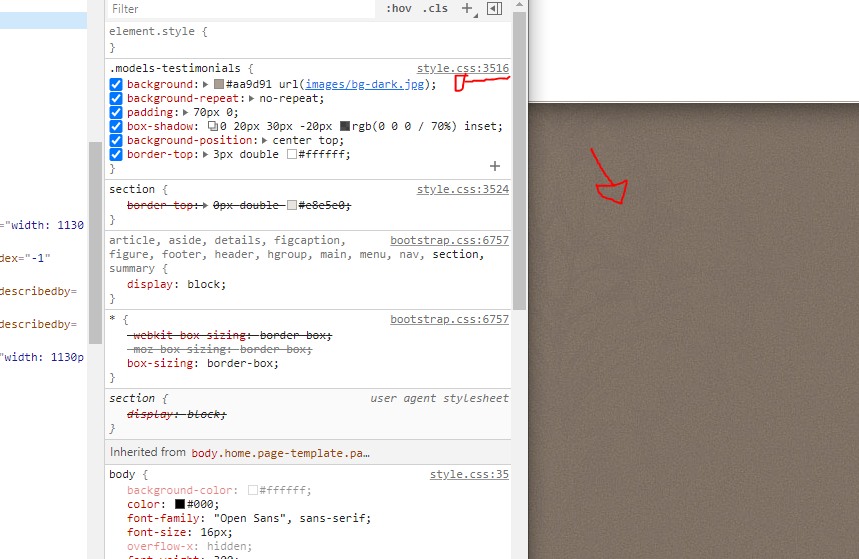 Filter :hov .cls +
element.style {
}
.models-testimonials { style.css:3516
background: #aa9d91 url(images/bg-dark.jpg);
background-repeat: no-repeat;
padding: 70px 0;
box-shadow: 0 20px 30px -20px rgb(0 0 0 / 70%) inset;
background-position: center top;
border-top: 3px double #ffffff;
}
section { style.css:3524
border-top: 0px double #e8e5e0;
}
="width: 1130
article, aside, details, figcaption, bootstrap.css:6757
figure, footer, header, hgroup, main, menu, nav, section,
dex="-1"
summary {
display: block;
describedby=
}
* { bootstrap.css:6757
describedby=
-webkit-box-sizing: border-box;
-moz-box-sizing: border-box;
"width: 1130p
box-sizing: border-box;
}
section { user agent stylesheet
display: block;
}
Inherited from body.home.page-template.pa…
body { style.css:35
background-color: #ffffff;
color: #000;
font-family: "Open Sans", sans-serif;
font-size: 16px;
overflow-x: hidden;
font-weight: 300;